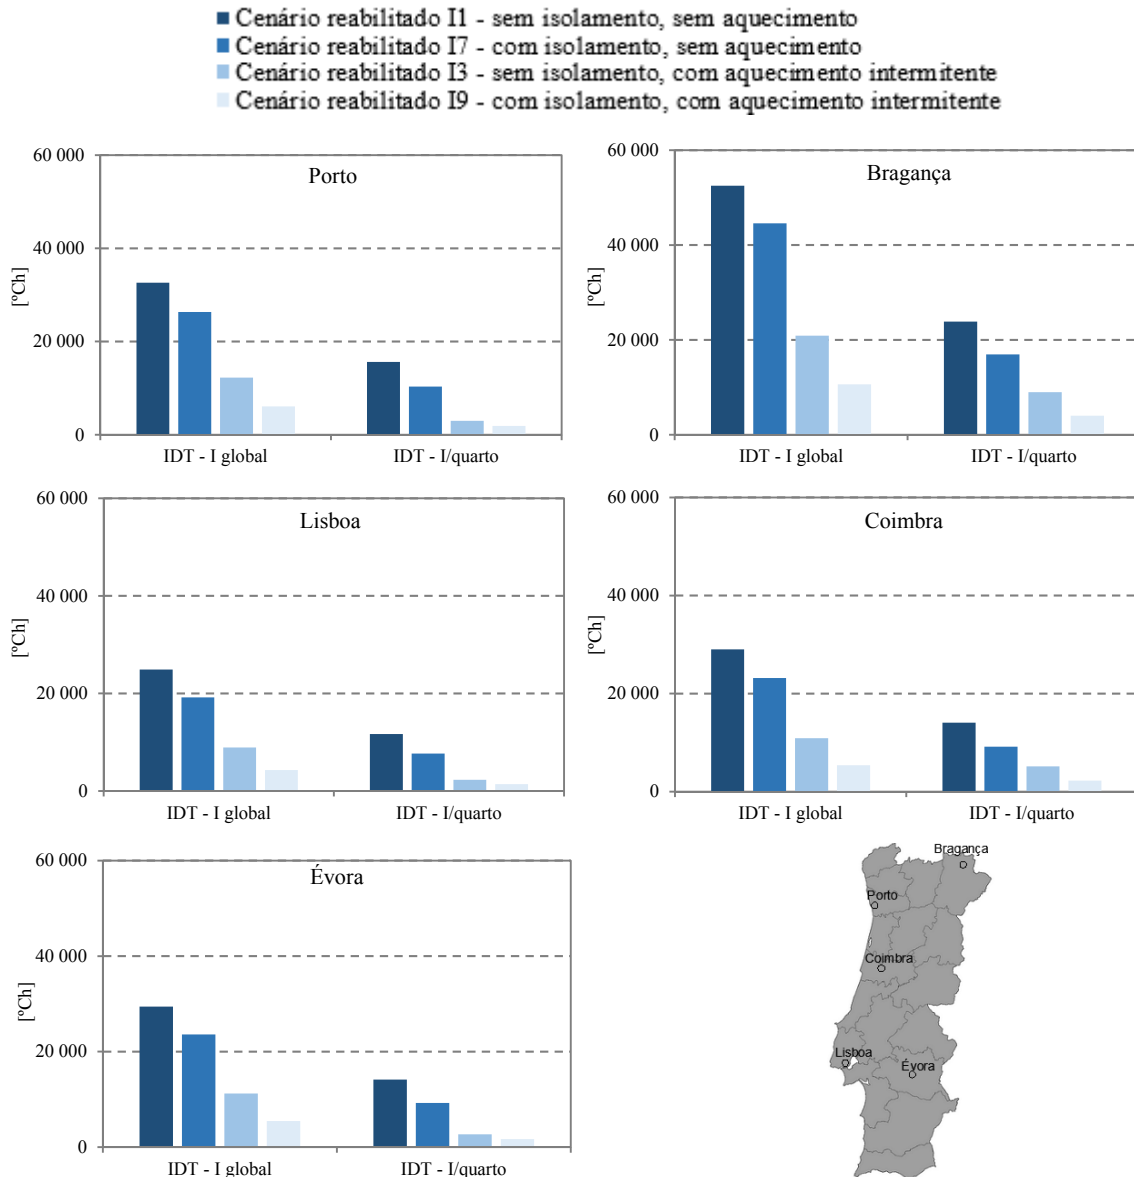 Cenário reabilitado I1 - sem isolamento, sem aquecimento
Cenário reabilitado I7 - com isolamento, sem aquecimento
Cenário reabilitado I3 - sem isolamento, com aquecimento intermitente
Cenário reabilitado I9 - com isolamento, com aquecimento intermitente
Porto
60 000
40 000
20 000
0
[ºCh]
IDT - I global
IDT - I/quarto
Bragança
60 000
40 000
20 000
0
[ºCh]
IDT - I global
IDT - I/quarto
Lisboa
60 000
40 000
20 000
0
[ºCh]
IDT - I global
IDT - I/quarto
Coimbra
60 000
40 000
20 000
0
[ºCh]
IDT - I global
IDT - I/quarto
Évora
60 000
40 000
20 000
0
[ºCh]
IDT - I global
IDT - I/quarto
Bragança
Porto
Coimbra
Lisboa
Évora